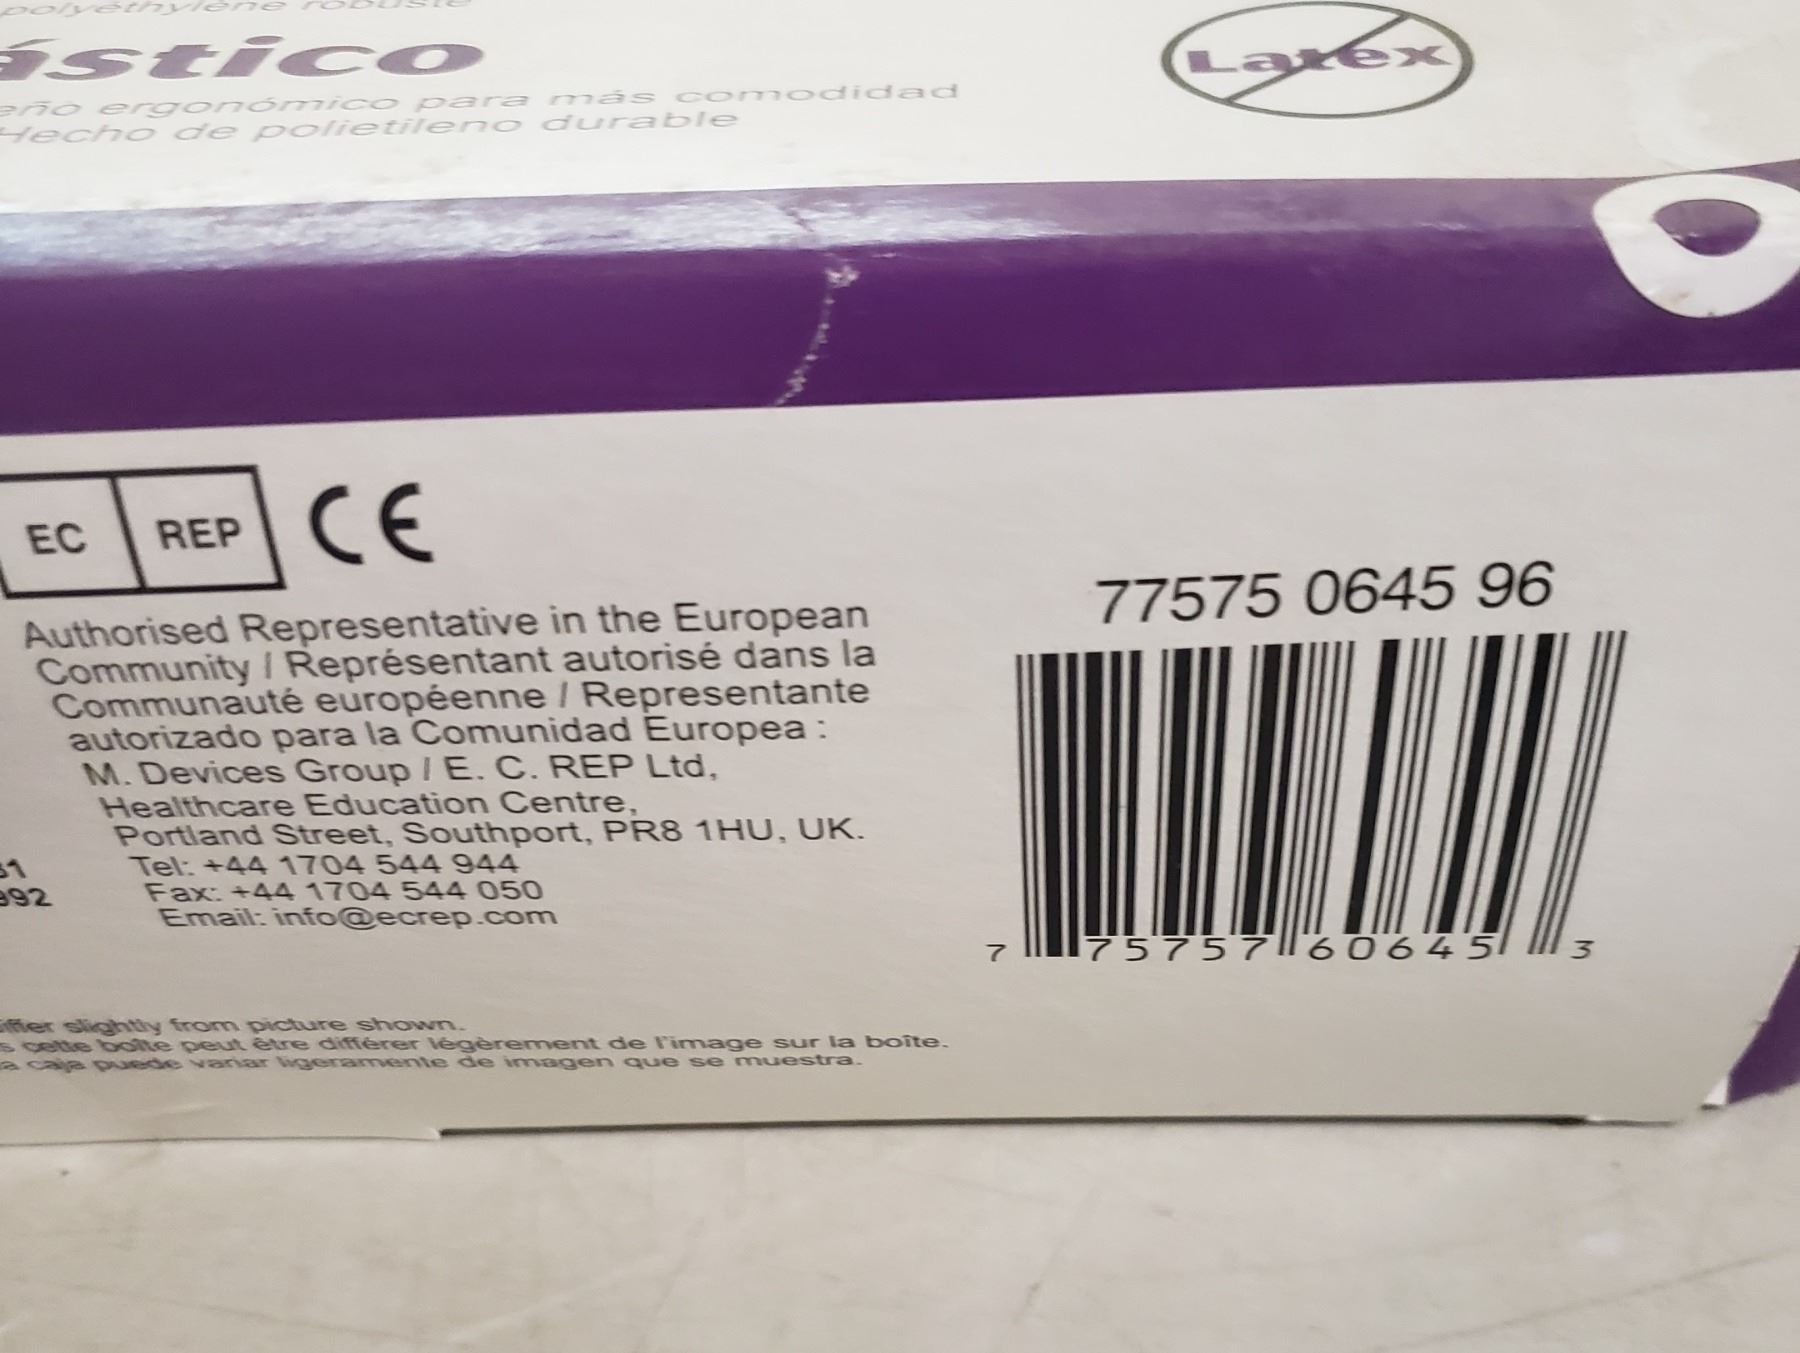 polyéthylène robuste
ástico
eño ergonómico para más comodidad
Hecho de polietileno durable
Latex
EC REP CE
Authorised Representative in the European
Community / Représentant autorisé dans la
Communauté européenne / Representante
autorizado para la Comunidad Europea :
M. Devices Group / E. C. REP Ltd,
Healthcare Education Centre,
Portland Street, Southport, PR8 1HU, UK.
31 Tel: +44 1704 544 944
992 Fax: +44 1704 544 050
Email: info@ecrep.com
77575 0645 96
7 75757 60645 3
iffer slightly from picture shown.
s cette boîte peut être différer légèrement de l'image sur la boîte.
a caja puede variar ligeramente de imagen que se muestra.